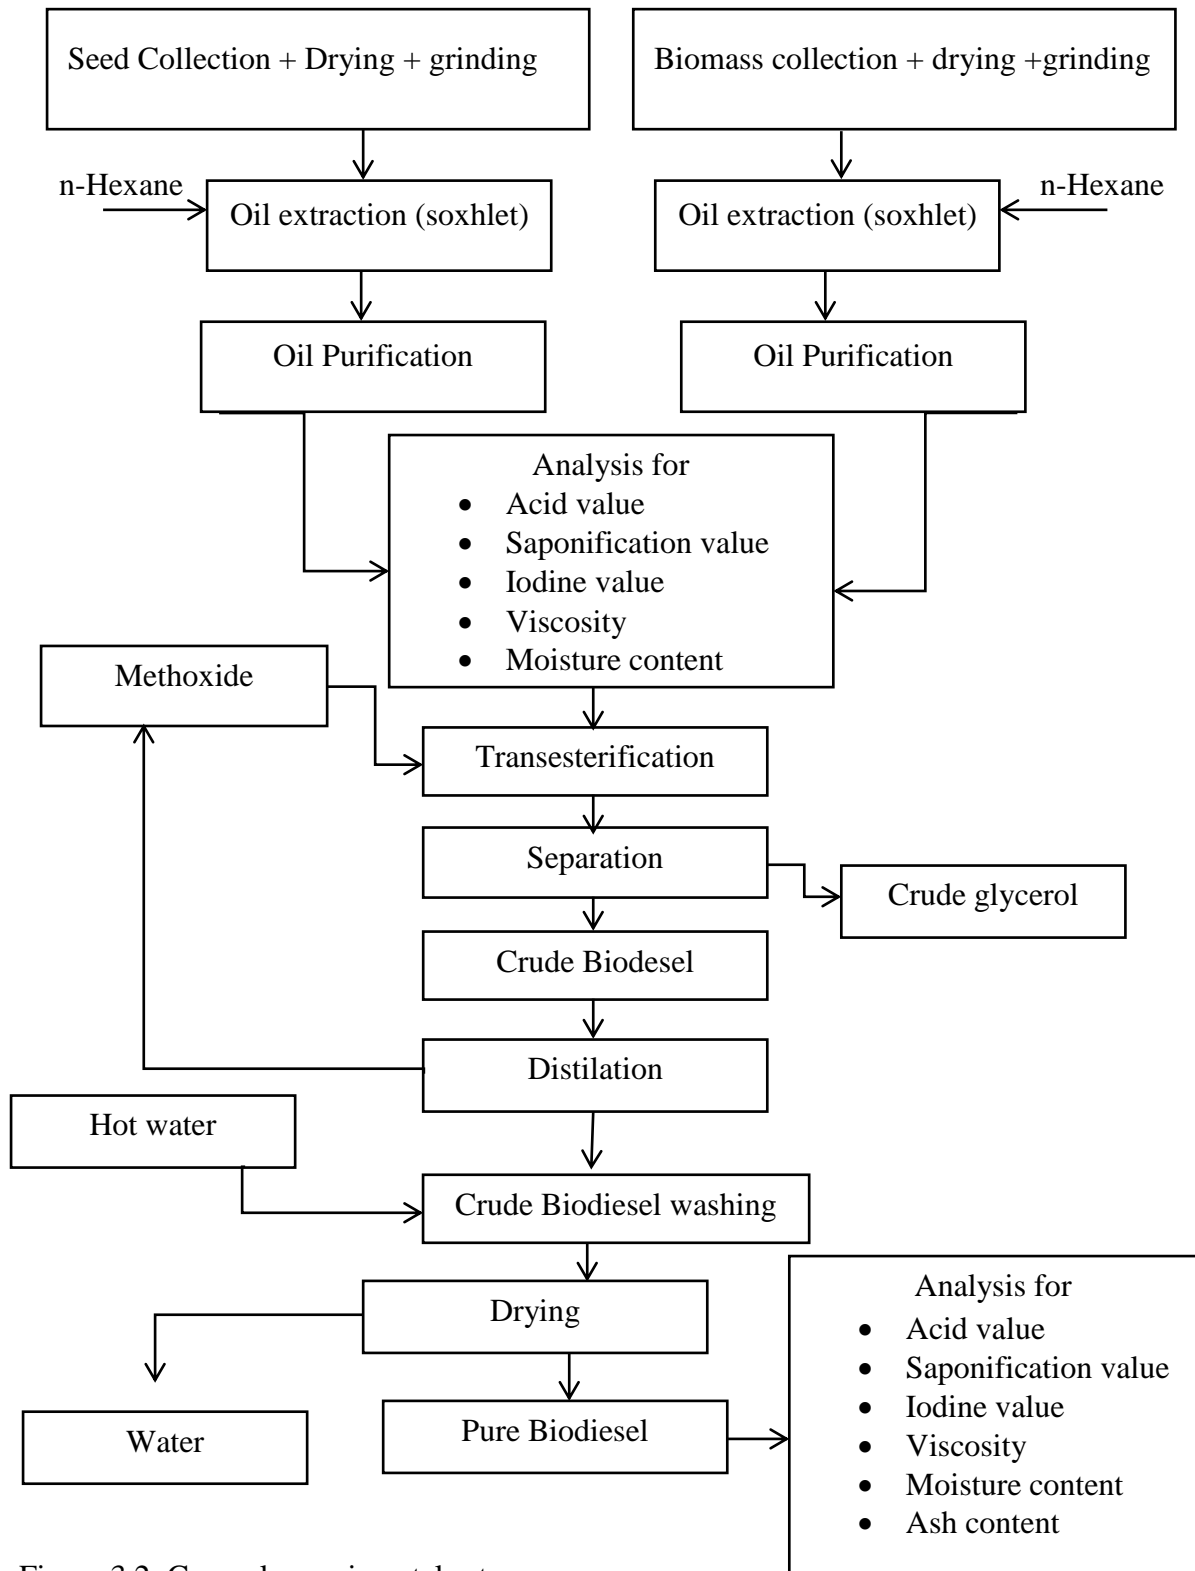 Seed Collection + Drying + grinding
Biomass collection + drying +grinding
n-Hexane
Oil extraction (soxhlet)
Oil extraction (soxhlet)
n-Hexane
Oil Purification
Oil Purification
Analysis for
• Acid value
• Saponification value
• Iodine value
• Viscosity
• Moisture content
Methoxide
Transesterification
Separation
Crude glycerol
Crude Biodesel
Distilation
Hot water
Crude Biodiesel washing
Drying
Water
Pure Biodiesel
Analysis for
• Acid value
• Saponification value
• Iodine value
• Viscosity
• Moisture content
• Ash content
Figure 3.2: General experimental